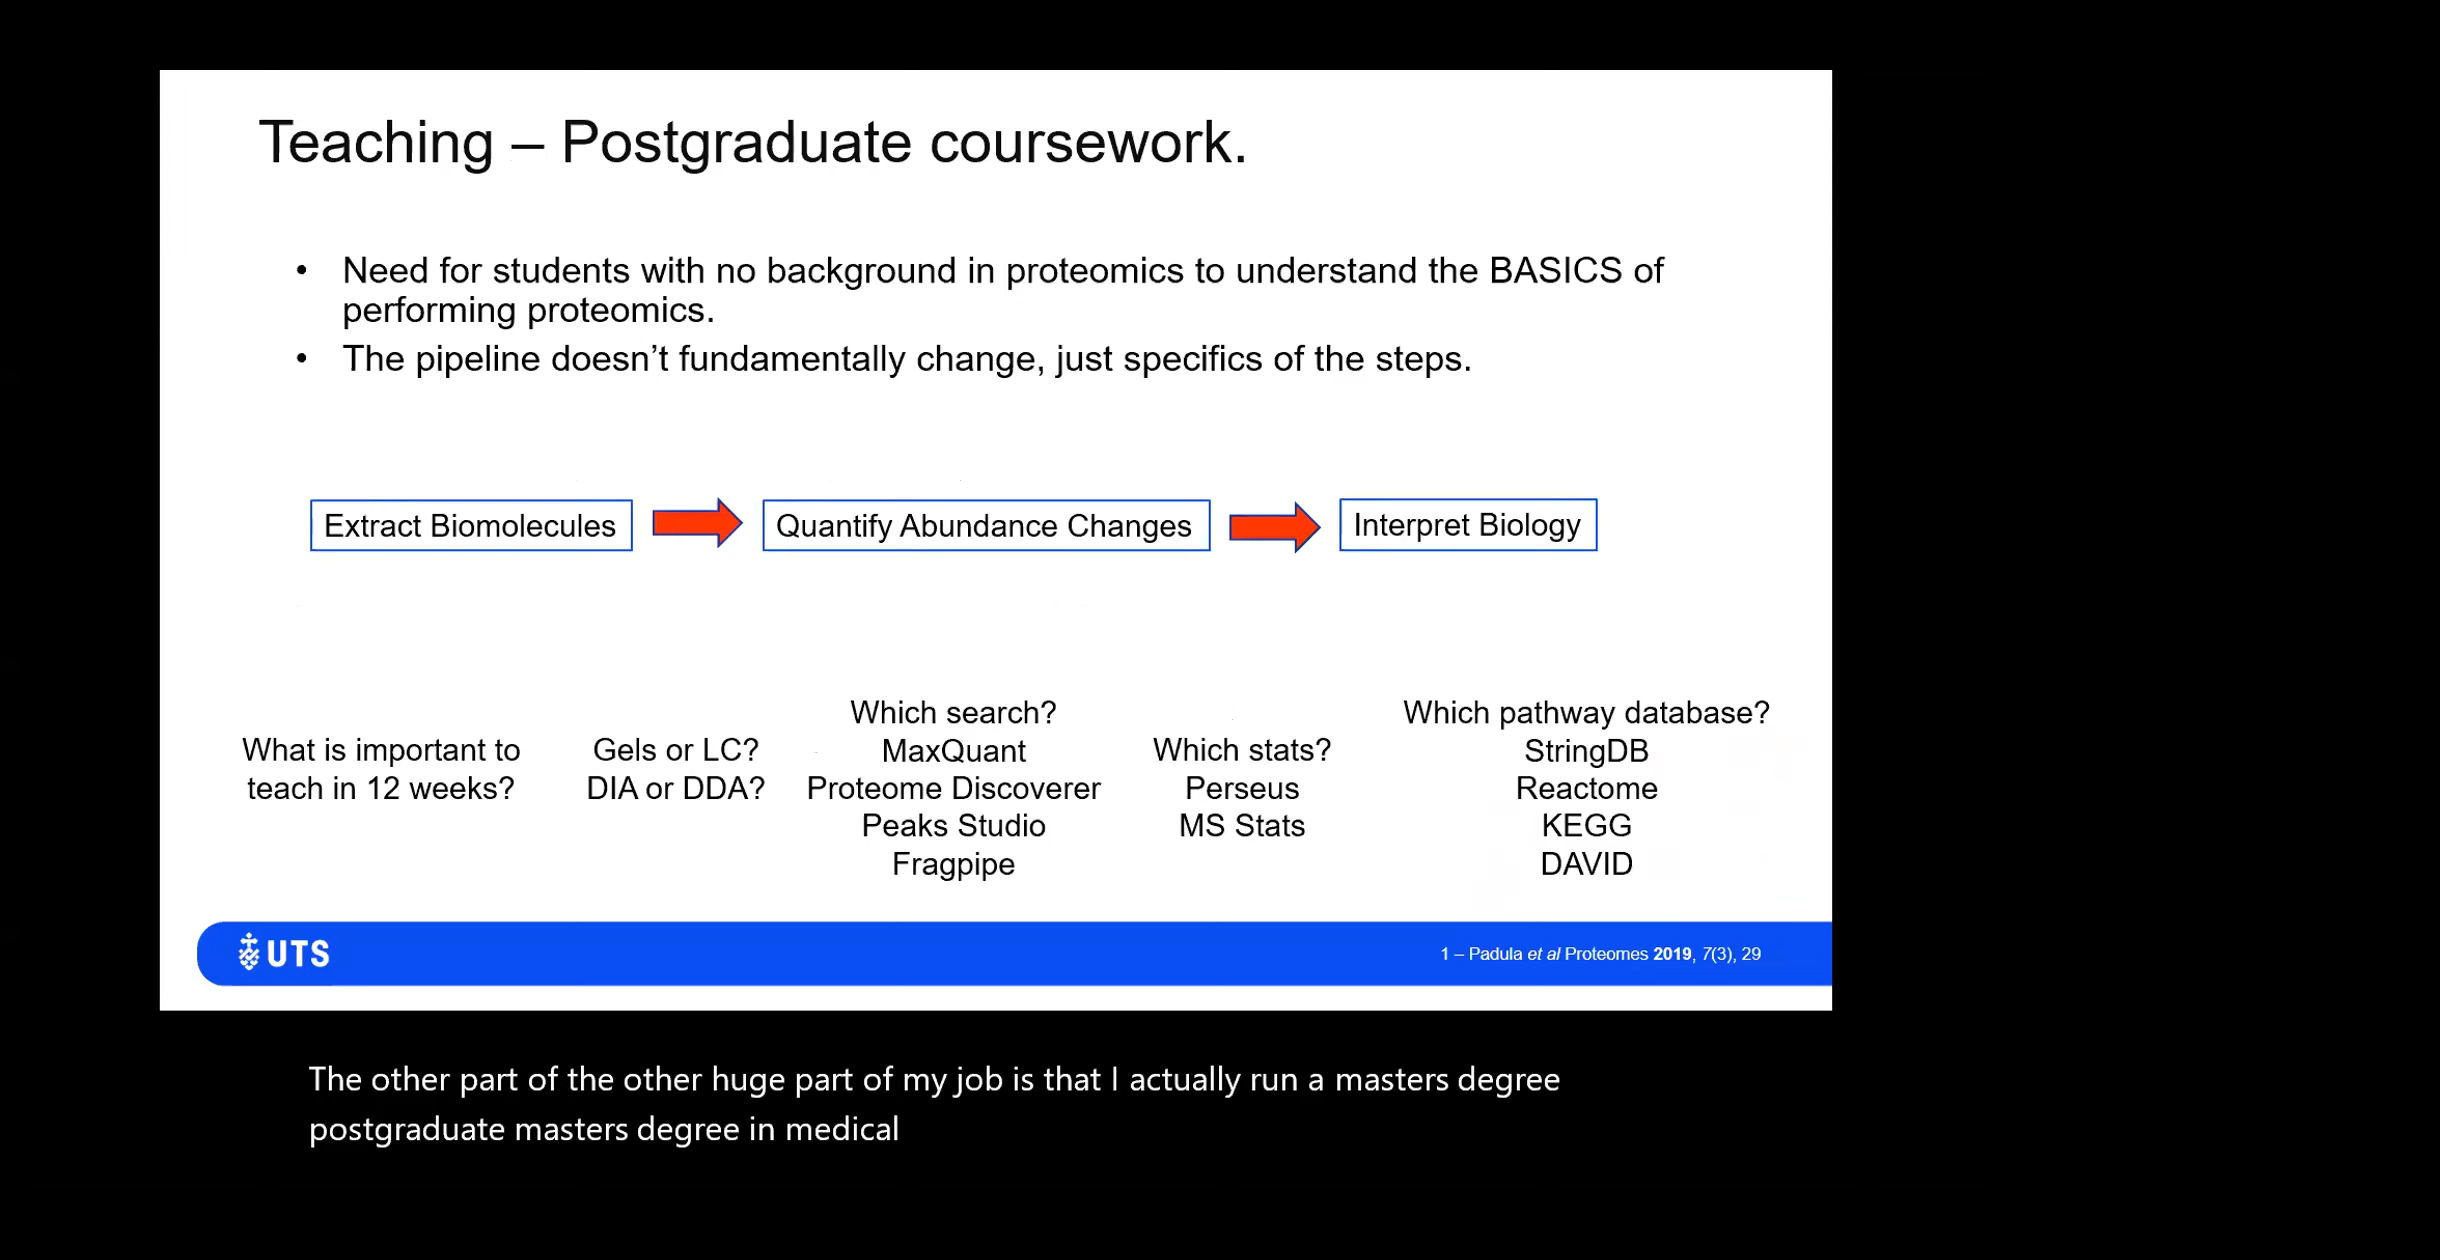 Teaching – Postgraduate coursework.
• Need for students with no background in proteomics to understand the BASICS of
performing proteomics.
• The pipeline doesn’t fundamentally change, just specifics of the steps.
Extract Biomolecules
Quantify Abundance Changes
Interpret Biology
What is important to
teach in 12 weeks?
Gels or LC?
DIA or DDA?
Which search?
MaxQuant
Proteome Discoverer
Peaks Studio
Fragpipe
Which stats?
Perseus
MS Stats
Which pathway database?
StringDB
Reactome
KEGG
DAVID
UTS
1 – Padula et al Proteomes 2019, 7(3), 29
The other part of the other huge part of my job is that I actually run a masters degree
postgraduate masters degree in medical